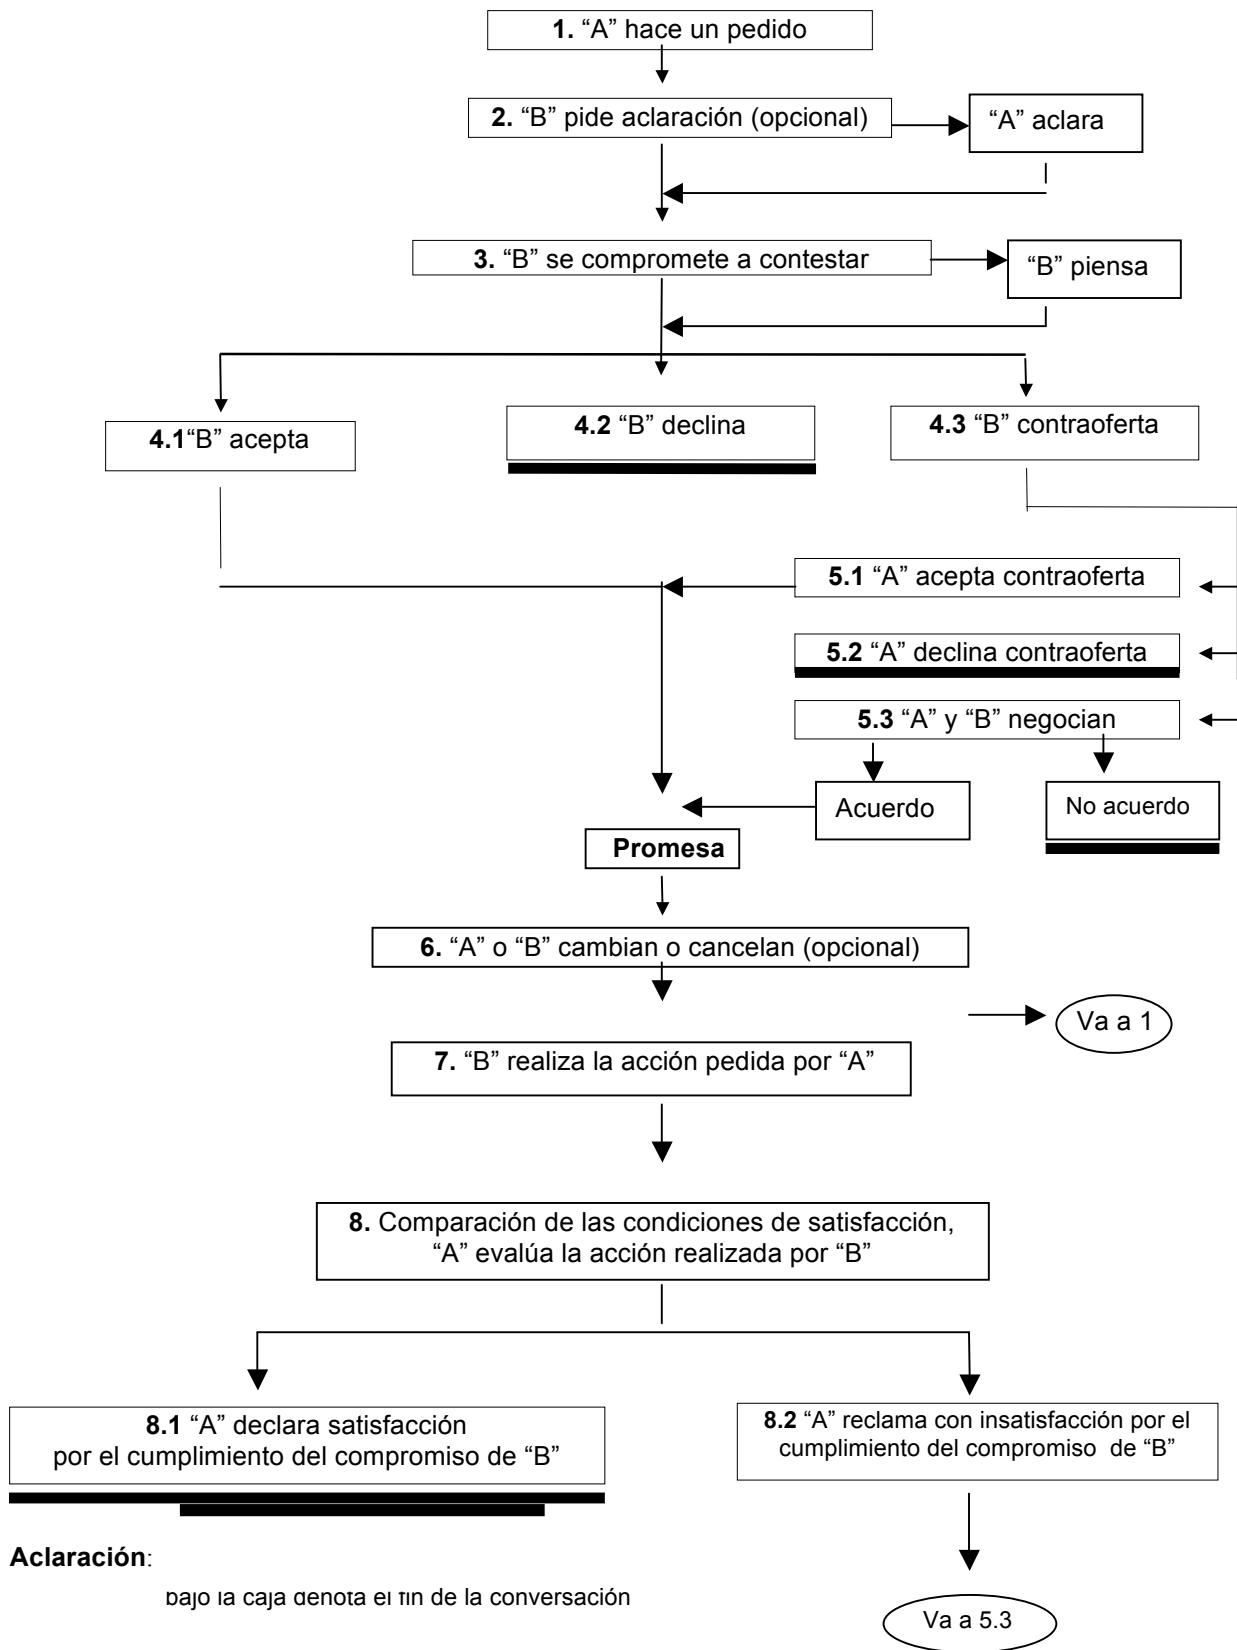 1. “A” hace un pedido
2. “B” pide aclaración (opcional)
“A” aclara
3. “B” se compromete a contestar
“B” piensa
4.1“B” acepta
4.2 “B” declina
4.3 “B” contraoferta
5.1 “A” acepta contraoferta
5.2 “A” declina contraoferta
5.3 “A” y “B” negocian
Acuerdo
No acuerdo
Promesa
6. “A” o “B” cambian o cancelan (opcional)
Va a 1
7. “B” realiza la acción pedida por “A”
8. Comparación de las condiciones de satisfacción,
“A” evalúa la acción realizada por “B”
8.1 “A” declara satisfacción
por el cumplimiento del compromiso de “B”
8.2 “A” reclama con insatisfacción por el
cumplimiento del compromiso de “B”
Aclaración:
bajo la caja denota el fin de la conversación
Va a 5.3